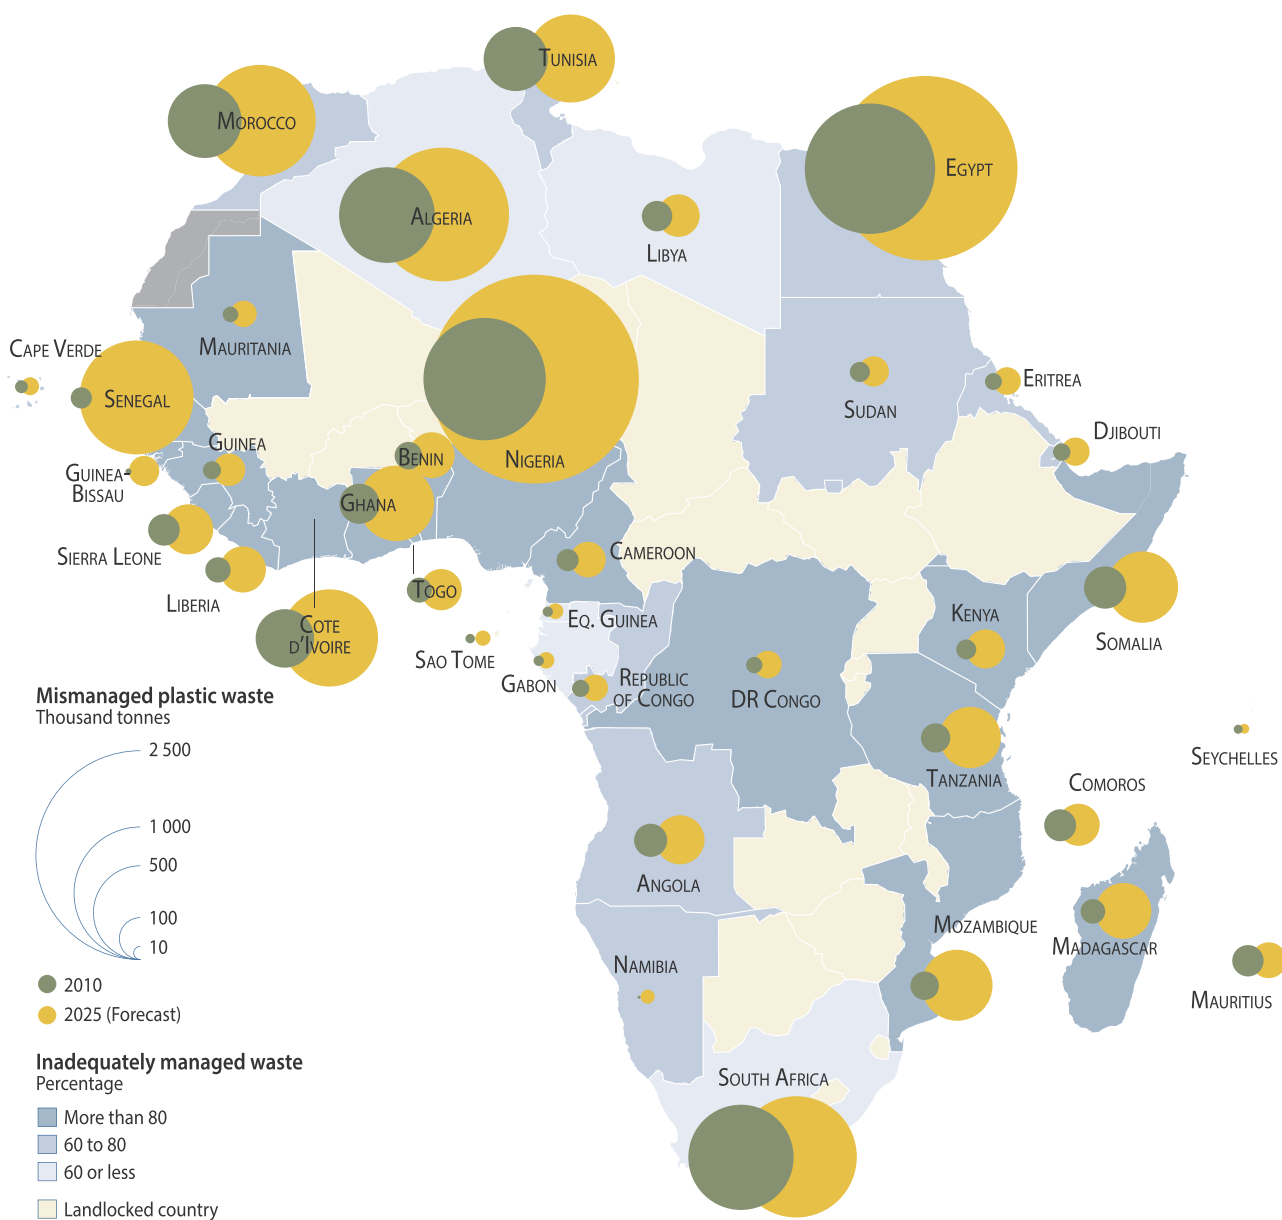 Tunisia
Morocco
Egypt
Algeria
Libya
Mauritania
Cape Verde
Senegal
Sudan
Eritrea
Djibouti
Guinea
Benin
Nigeria
Guinea-
Bissau
Ghana
Sierra Leone
Cameroon
Togo
Liberia
Cote
d'Ivoire
Eq. Guinea
Kenya
Somalia
Sao Tome
Gabon
Republic
of Congo
DR Congo
Seychelles
Tanzania
Comoros
Angola
Mozambique
Madagascar
Namibia
Mauritius
South Africa
Mismanaged plastic waste
Thousand tonnes
2 500
1 000
500
100
10
2010
2025 (Forecast)
Inadequately managed waste
Percentage
More than 80
60 to 80
60 or less
Landlocked country